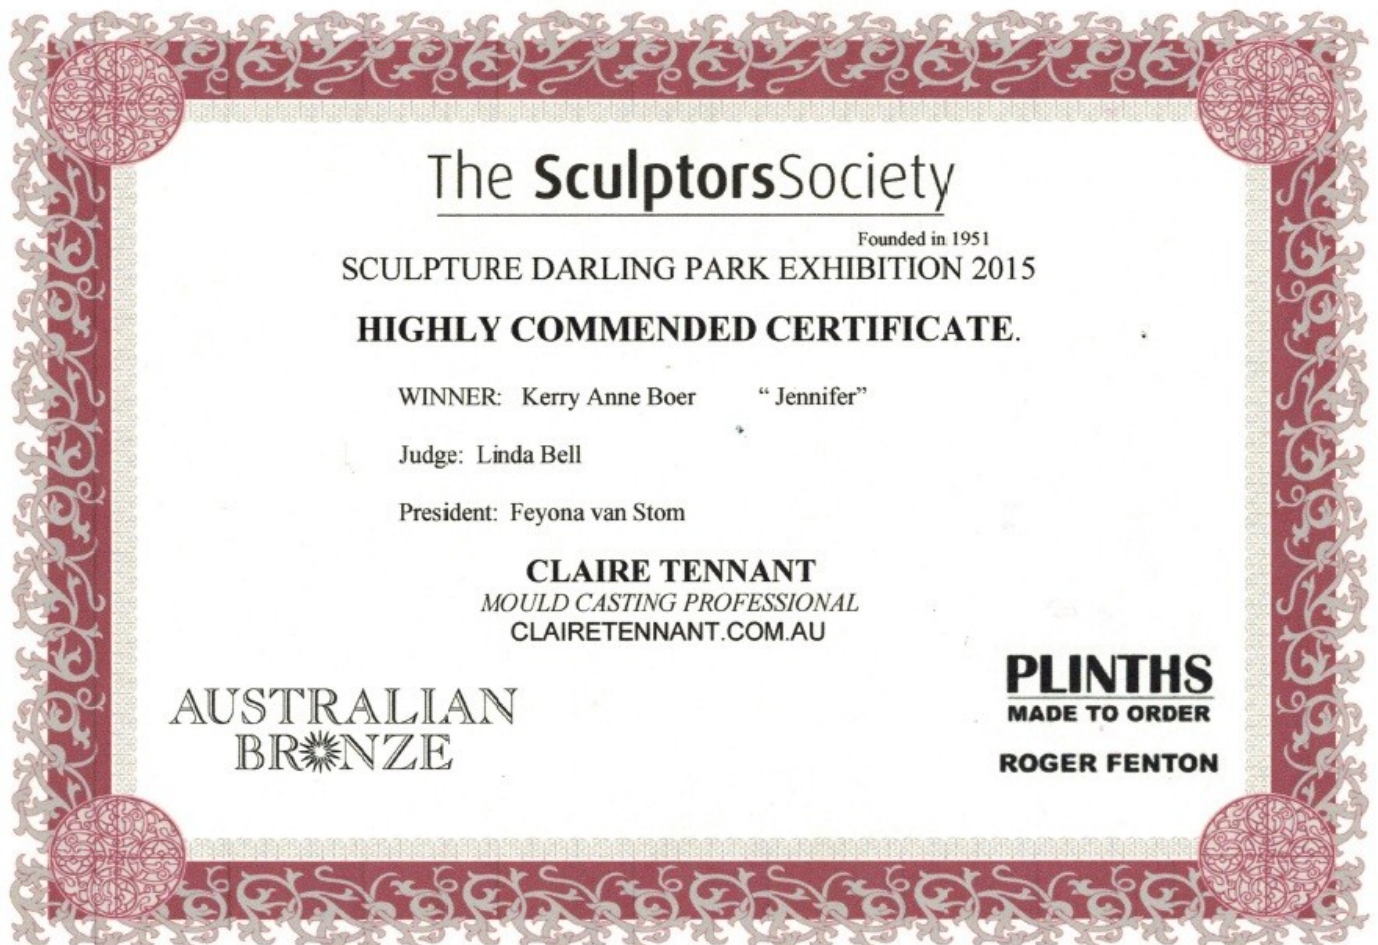 The SculptorsSociety
Founded in 1951
SCULPTURE DARLING PARK EXHIBITION 2015
HIGHLY COMMENDED CERTIFICATE.
WINNER: Kerry Anne Boer “ Jennifer”
Judge: Linda Bell
President: Feyona van Stom
CLAIRE TENNANT
MOULD CASTING PROFESSIONAL
CLAIRETENNANT.COM.AU
AUSTRALIAN
BRONZE
PLINTHS
MADE TO ORDER
ROGER FENTON